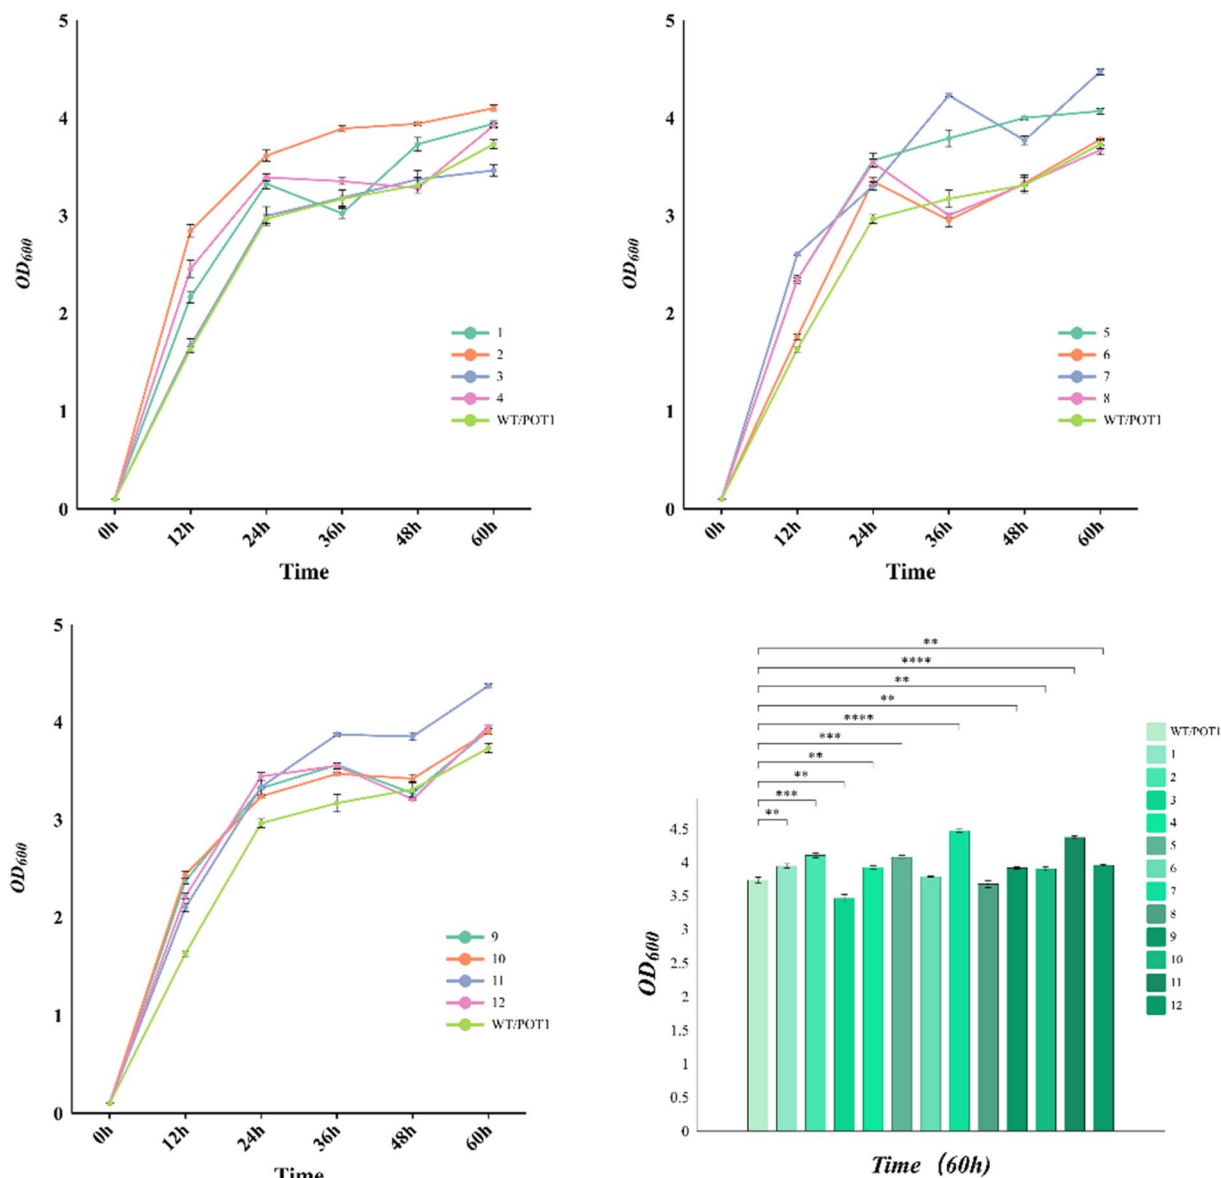 5
4
3
2
1
0
OD600
0h
12h
24h
36h
48h
60h
Time
1
2
3
4
WT/POT1
5
4
3
2
1
0
OD600
0h
12h
24h
36h
48h
60h
Time
5
6
7
8
WT/POT1
5
4
3
2
1
0
OD600
0h
12h
24h
36h
48h
60h
Time
9
10
11
12
WT/POT1
**
****
**
**
****
***
**
**
***
**
4.5
4
3.5
3
2.5
2
1.5
1
0.5
0
OD600
Time (60h)
WT/POT1
1
2
3
4
5
6
7
8
9
10
11
12